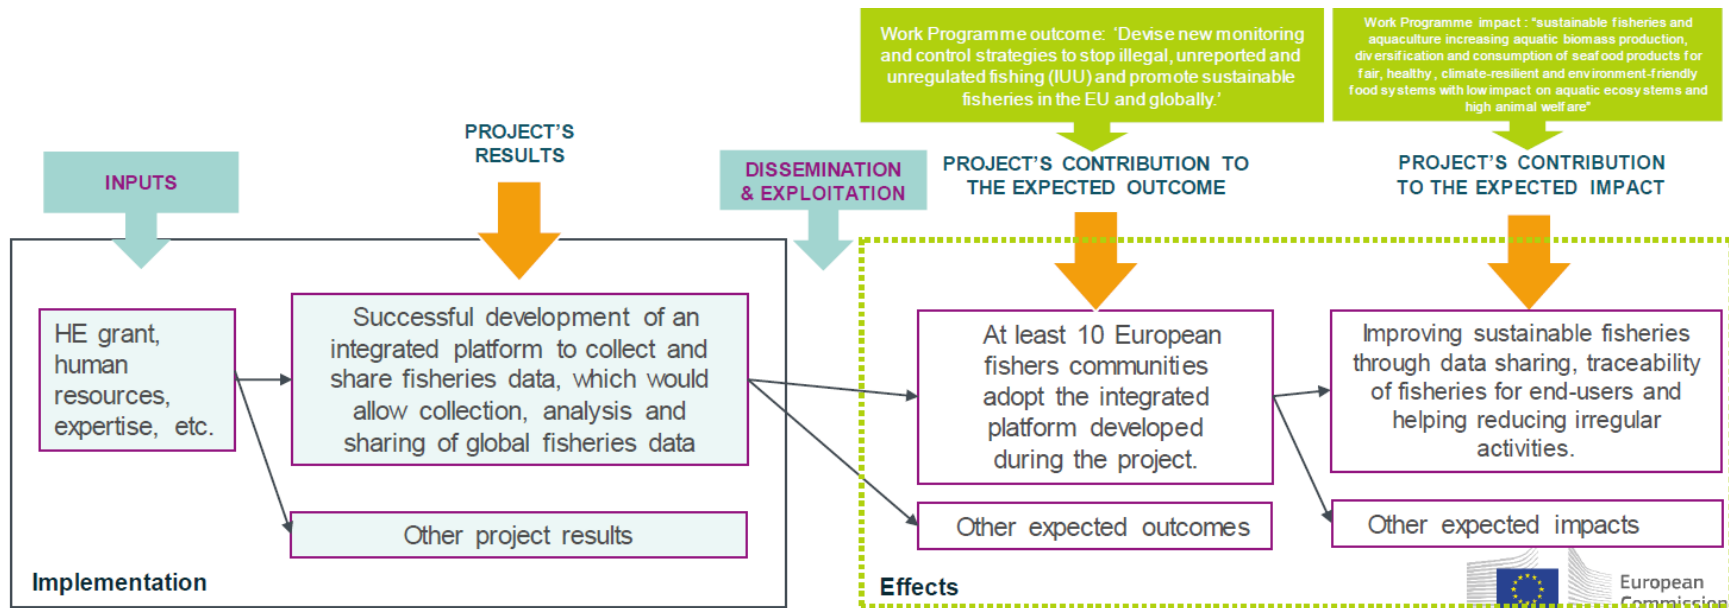 Work Programme outcome: 'Devise new monitoring
and control strategies to stop illegal, unreported and
unregulated fishing (IUU) and promote sustainable
fisheries in the EU and globally.'
Work Programme impact : "sustainable fisheries and
aquaculture increasing aquatic biomass production,
diversification and consumption of seafood products for
fair, healthy, climate-resilient and environment-friendly
food systems with low impact on aquatic ecosystems and
high animal welfare"
INPUTS
PROJECT'S
RESULTS
DISSEMINATION
& EXPLOITATION
PROJECT'S CONTRIBUTION TO
THE EXPECTED OUTCOME
PROJECT'S CONTRIBUTION
TO THE EXPECTED IMPACT
HE grant,
human
resources,
expertise, etc.
Successful development of an
integrated platform to collect and
share fisheries data, which would
allow collection, analysis and
sharing of global fisheries data
Other project results
Implementation
At least 10 European
fishers communities
adopt the integrated
platform developed
during the project.
Other expected outcomes
Improving sustainable fisheries
through data sharing, traceability
of fisheries for end-users and
helping reducing irregular
activities.
Other expected impacts
Effects
European
Commission